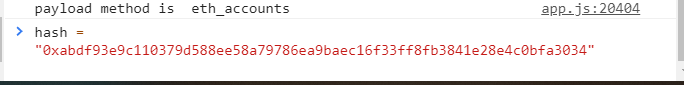 payload method is  eth_accounts app.js:20404
> hash =
"0xabdf93e9c110379d588ee58a79786ea9baec16f33ff8fb3841e28e4c0bfa3034"